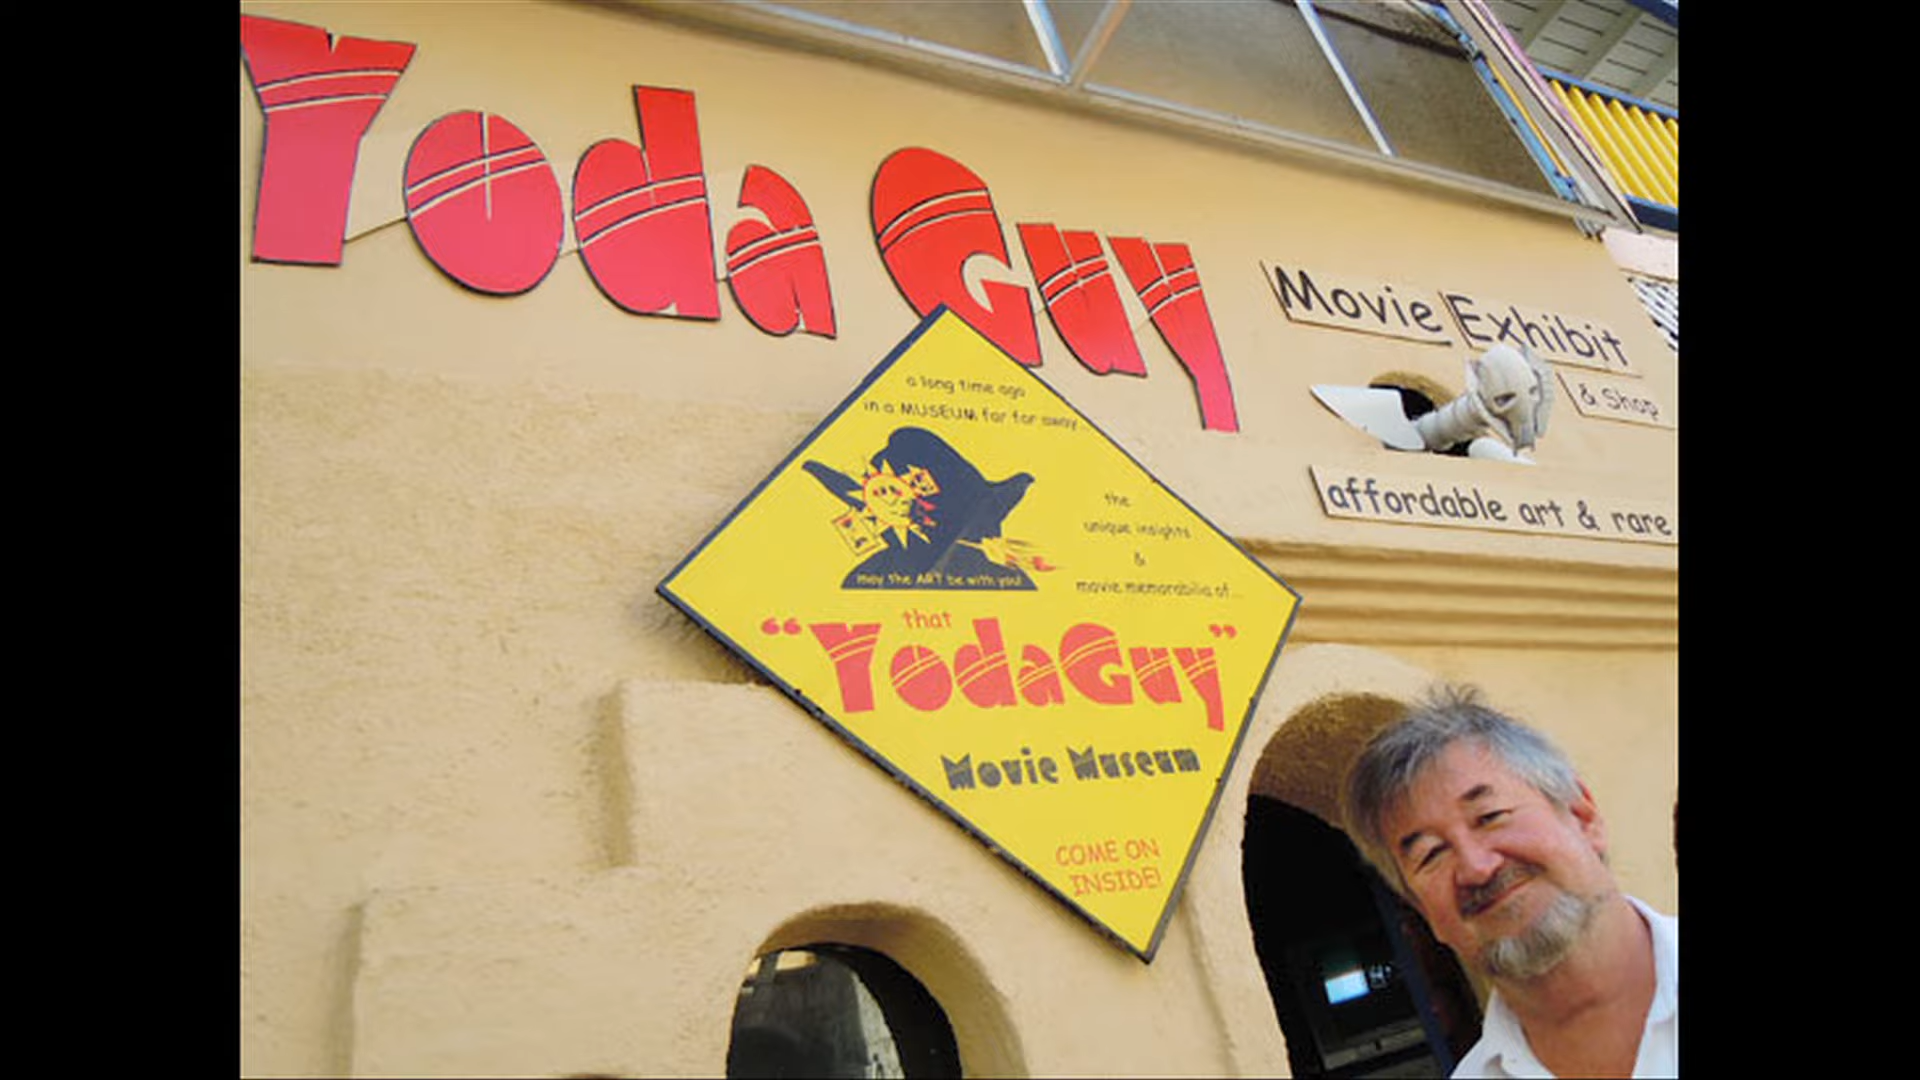 Yoda Guy
Movie Exhibit
& Shop
affordable art & rare
a long time ago
in a MUSEUM far far away
the
unique insights
&
movie memorabilia of...
may the ART be with you!
that
"YodaGuy"
Movie Museum
COME ON
INSIDE!